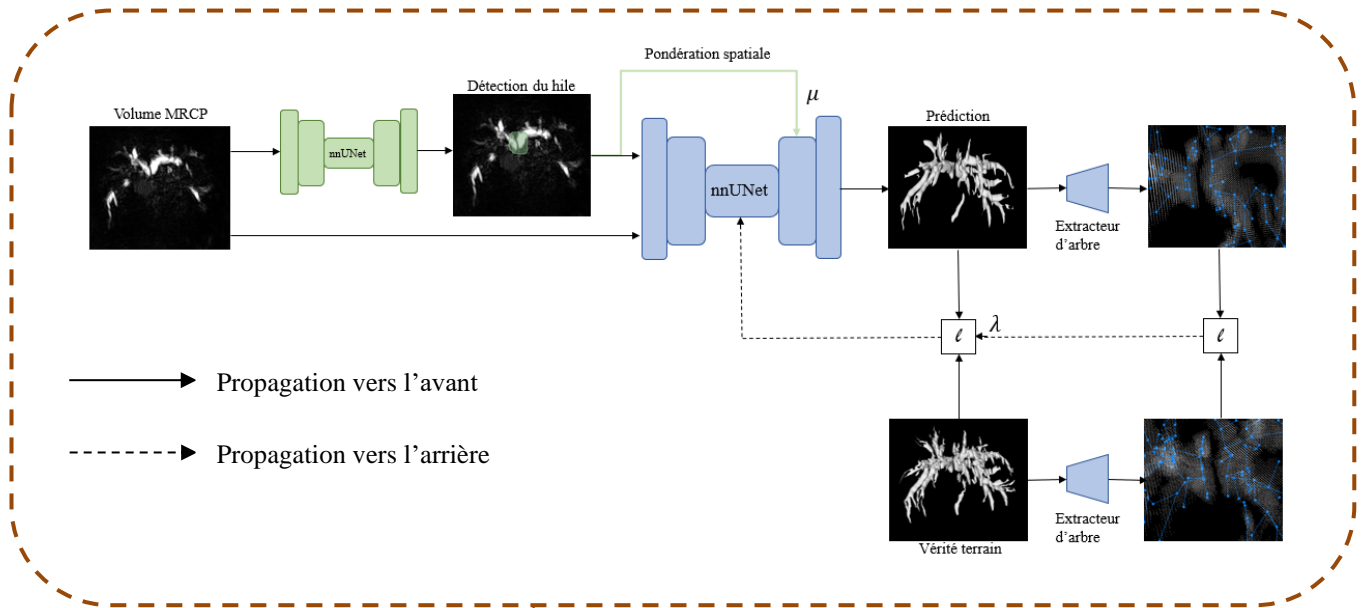 Pondération spatiale
Détection du hile
μ
Volume MRCP
Prédiction
nnUNet
nnUNet
Extracteur
d'arbre
ℓ
λ
ℓ
Propagation vers l'avant
Propagation vers l'arrière
Extracteur
d'arbre
Vérité terrain